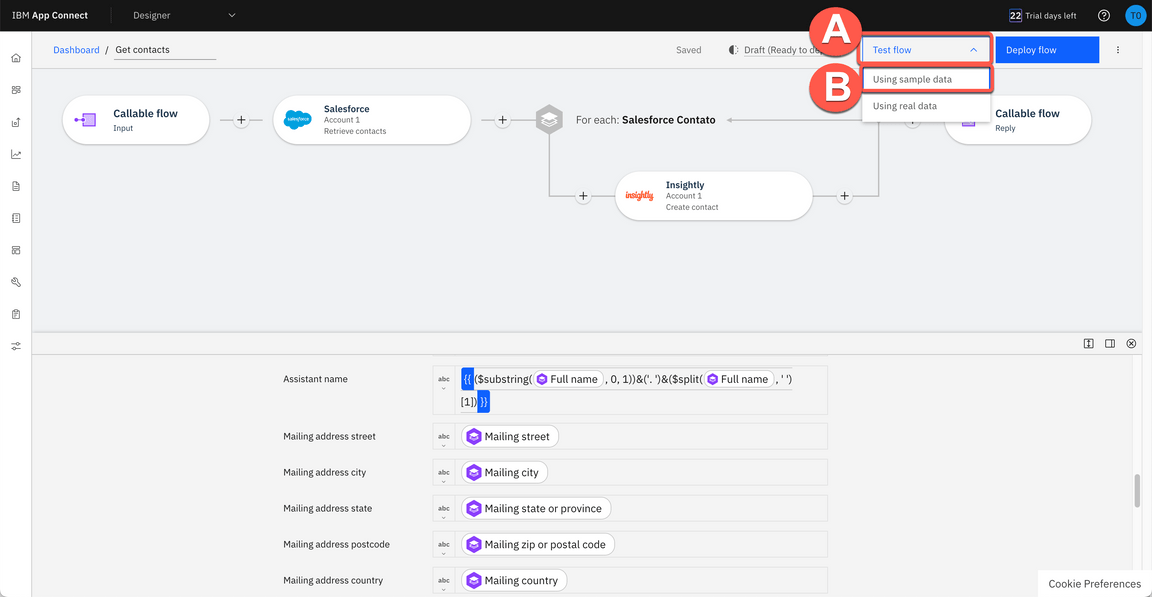 IBM App Connect
Designer
22 Trial days left
TO
Dashboard / Get contacts
Saved
Draft (Ready to de
A
Test flow
Deploy flow
B
Using sample data
Using real data
Callable flow
Input
salesforce
Salesforce
Account 1
Retrieve contacts
For each: Salesforce Contato
Callable flow
Reply
insightly
Insightly
Account 1
Create contact
Assistant name
abc
{{ ($substring( Full name , 0, 1))&('. ')&($split( Full name , ' ')
[1]) }}
Mailing address street
abc
Mailing street
Mailing address city
abc
Mailing city
Mailing address state
abc
Mailing state or province
Mailing address postcode
abc
Mailing zip or postal code
Mailing address country
abc
Mailing country
Cookie Preferences